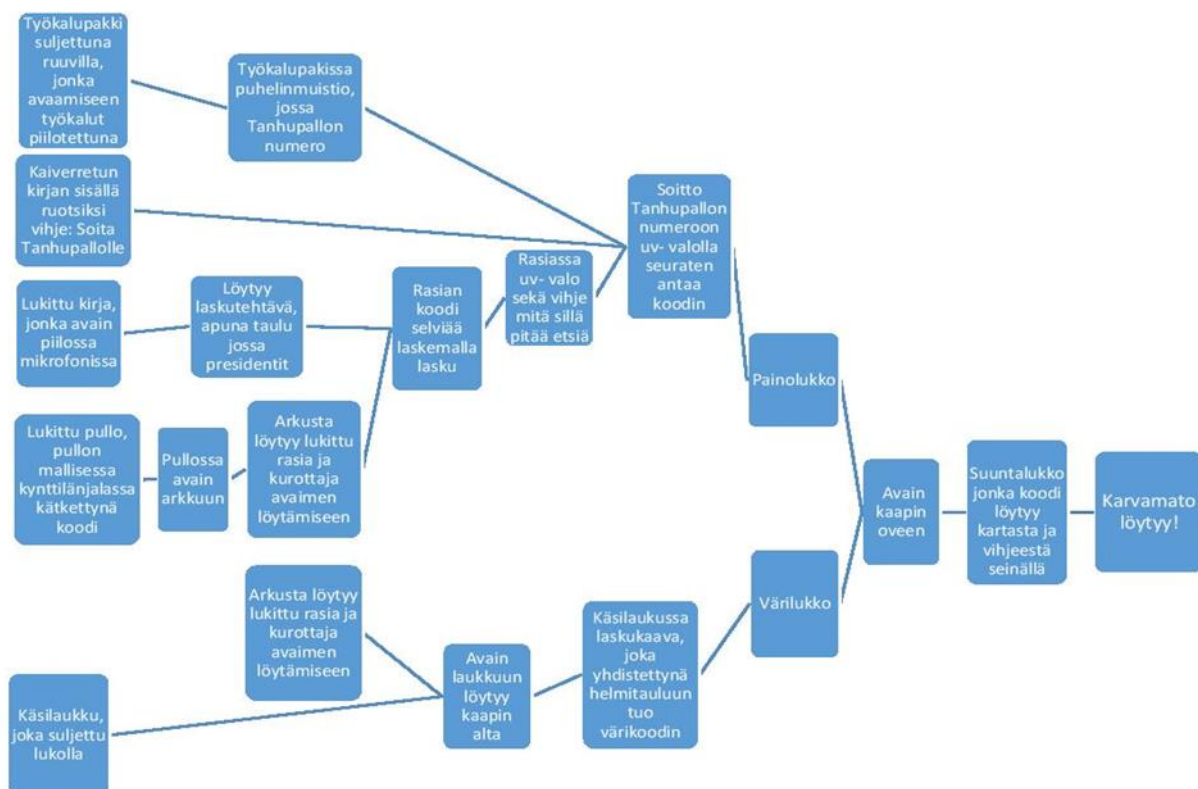 Työkalupakki
suljettuna
ruuvilla,
jonka
avaamiseen
työkalut
piilotettuna
Työkalupakissa
puhelinmuistio,
jossa
Tanhupallon
numero
Kaiverretun
kirjan sisällä
ruotsiksi
vihje: Soita
Tanhupallolle
Soitto
Tanhupallon
numeroon
uv- valolla
seuraten
antaa
koodin
Lukittu kirja,
jonka avain
piilossa
mikrofonissa
Löytyy
laskutehtävä,
apuna taulu
jossa
presidentit
Rasian
koodi
selviää
laskemalla
lasku
Rasiassa
uv- valo
sekä vihje
mitä sillä
pitää etsiä
Painolukko
Lukittu pullo,
pullon
mallisessa
kynttilänjalassa
kätkettynä
koodi
Pullossa
avain
arkkuun
Arkusta
löytyy lukittu
rasia ja
kurottaja
avaimen
löytämiseen
Avain
kaapin
oveen
Suuntalukko
jonka koodi
löytyy
kartasta ja
vihjeestä
seinällä
Karvamato
löytyy!
Arkusta löytyy
lukittu rasia ja
kurottaja
avaimen
löytämiseen
Värilukko
Käsilaukku,
joka suljettu
lukolla
Avain
laukkuun
löytyy
kaapin
alta
Käsilaukussa
laskukaava,
joka
yhdistettynä
helmitauluun
tuo
värikoodin